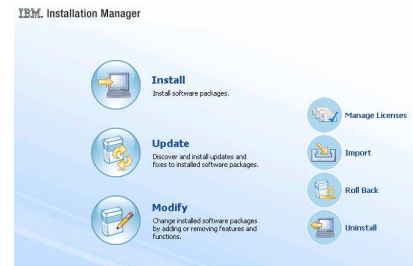 IBM. Installation Manager
Install
Install software packages.
Update
Discover and install updates and
fixes to installed software packages.
Modify
Change installed software packages
by adding or removing features and
functions.
Manage Licenses
Import
Roll Back
Uninstall